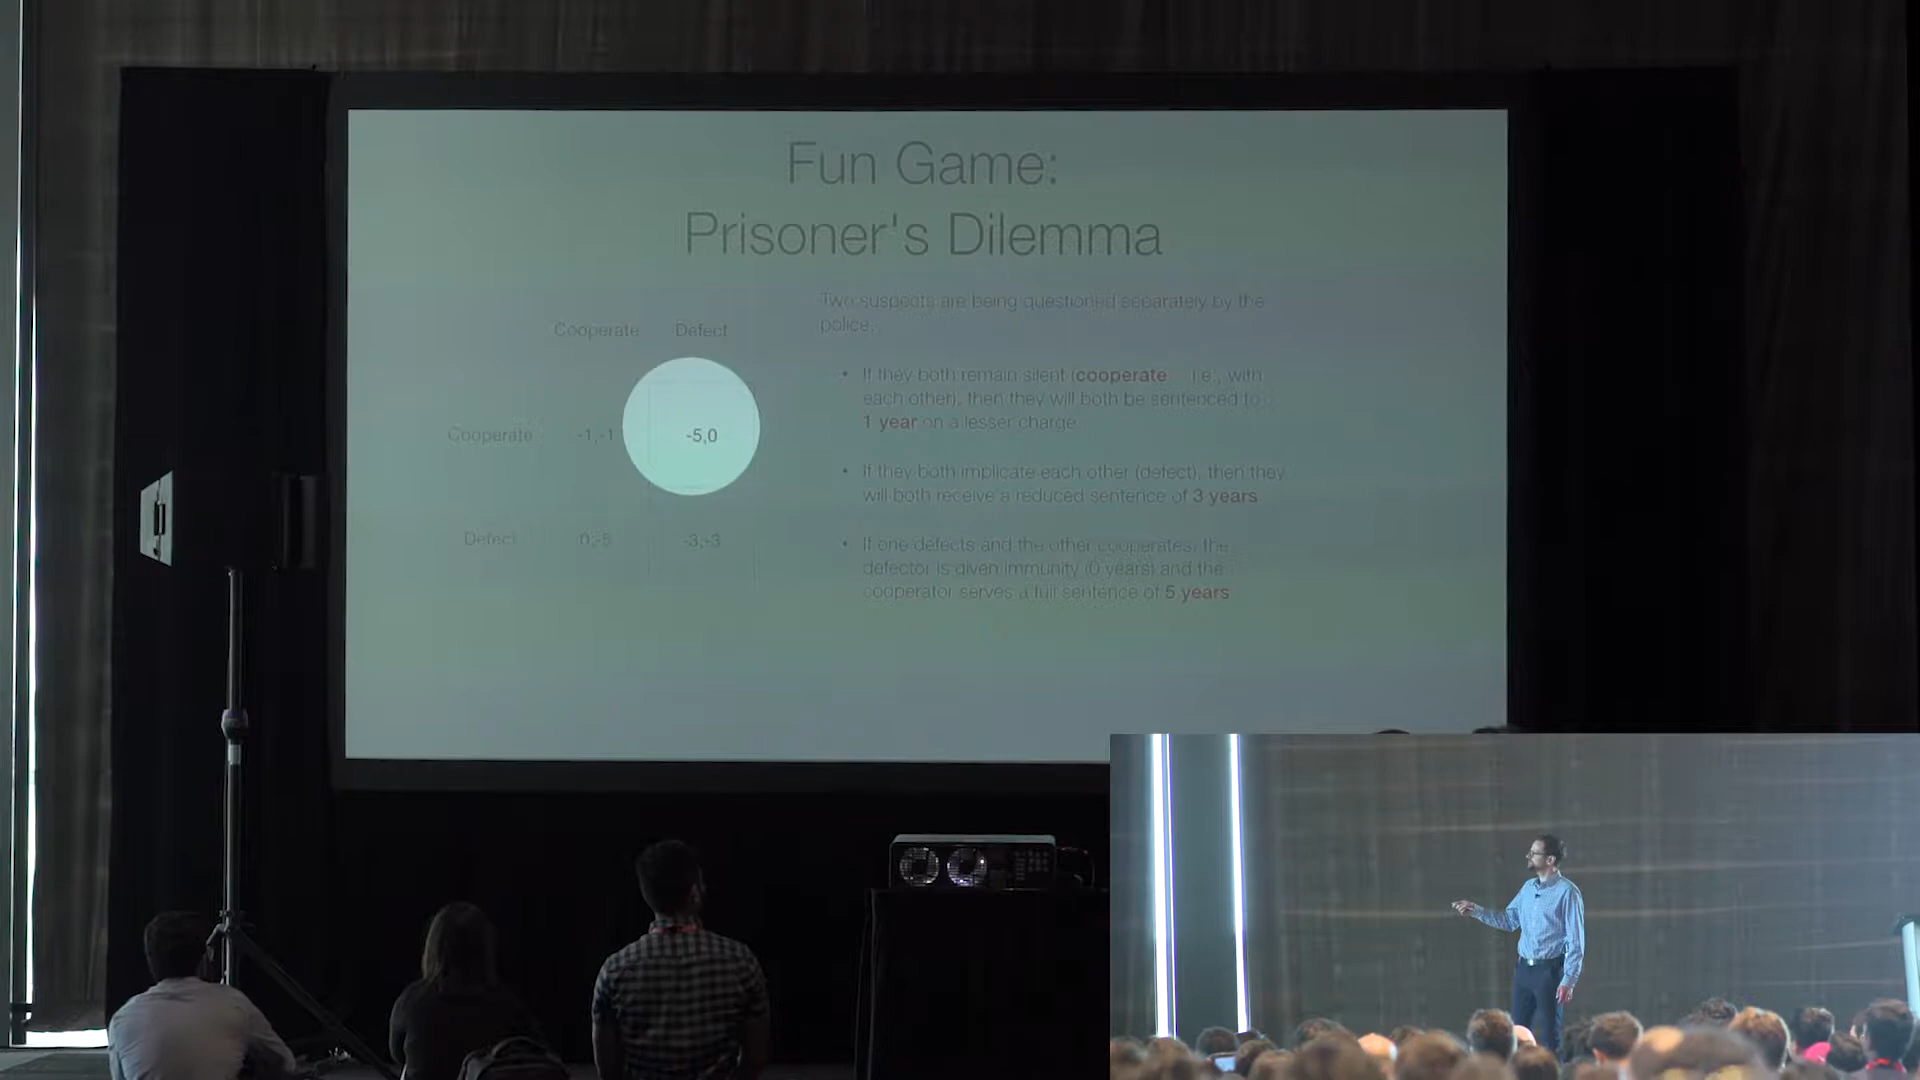 Fun Game:
Prisoner's Dilemma
Two suspects are being questioned separately by the
police.
Cooperate Defect
Cooperate -1,-1 -5,0
Defect 0,-5 -3,-3
• If they both remain silent (cooperate – i.e., with
each other), then they will both be sentenced to
1 year on a lesser charge
• If they both implicate each other (defect), then they
will both receive a reduced sentence of 3 years
• If one defects and the other cooperates, the
defector is given immunity (0 years) and the
cooperator serves a full sentence of 5 years